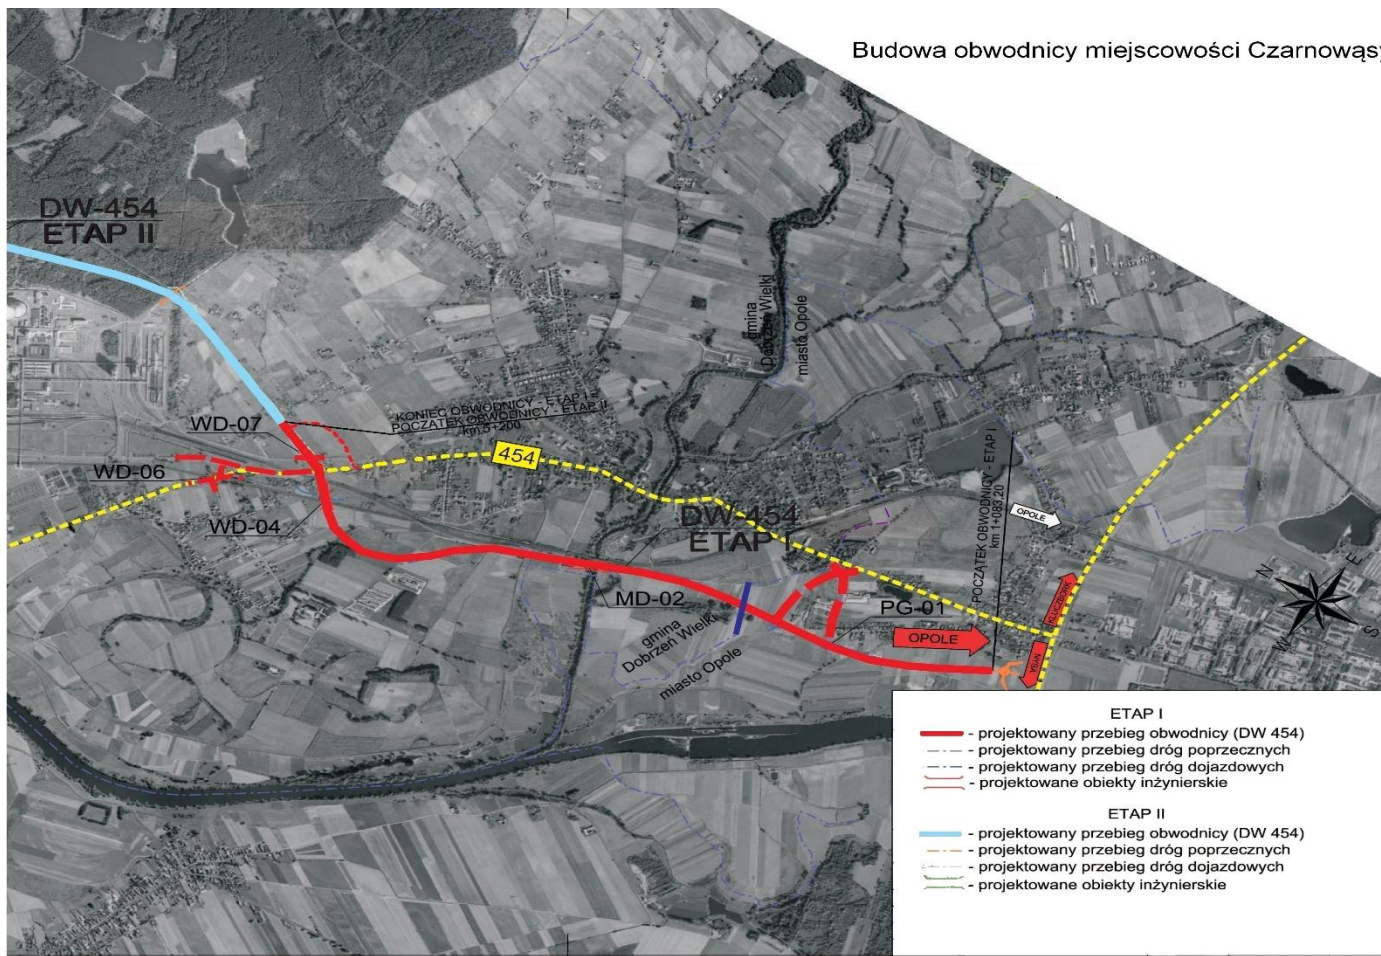 Budowa obwodnicy miejscowości Czarnowąsy
DW-454
ETAP II
gmina
Dobrzeń Wielki
miasto Opole
KONIEC OBWODNICY - ETAP I
POCZĄTEK OBWODNICY - ETAP II
km 5+200
WD-07
454
WD-06
WD-04
DW-454
ETAP I
POCZĄTEK OBWODNICY - ETAP I
km 1+083,20
OPOLE
N
E
W
S
MD-02
PG-01
KLUCZBORK
OPOLE
NYSA
gmina
Dobrzeń Wielki
miasto Opole
ETAP I
- projektowany przebieg obwodnicy (DW 454)
- projektowany przebieg dróg poprzecznych
- projektowany przebieg dróg dojazdowych
- projektowane obiekty inżynierskie
ETAP II
- projektowany przebieg obwodnicy (DW 454)
- projektowany przebieg dróg poprzecznych
- projektowany przebieg dróg dojazdowych
- projektowane obiekty inżynierskie